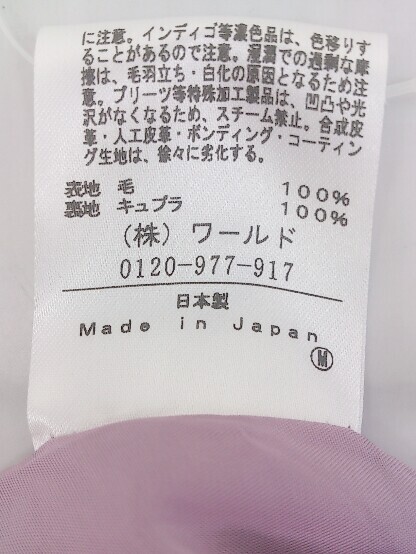 に注意。インディゴ等濃色品は、色移りす
ることがあるので注意。湿潤での過剰な摩
擦は、毛羽立ち・白化の原因となるため注
意。プリーツ等特殊加工製品は、凹凸や光
沢がなくなるため、スチーム禁止。合成皮
革・人工皮革・ボンディング・コーティン
グ生地は、徐々に劣化する。
表地 毛 100%
裏地 キュプラ 100%
(株) ワールド
0120-977-917
日本製
Made in Japan
Ⓜ